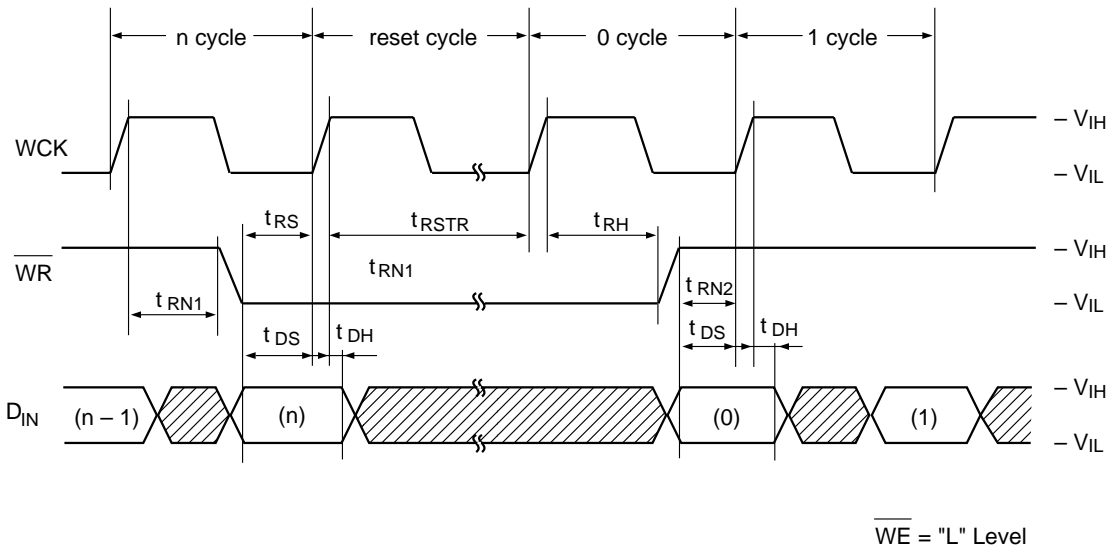 n cycle reset cycle 0 cycle 1 cycle
WCK – VIH
– VIL
tRS tRSTR tRH
WR – VIH
tRN1
tRN1 tRN2 – VIL
tDS tDH tDS tDH
DIN (n – 1) (n) (0) (1) – VIH
– VIL
WE = "L" Level